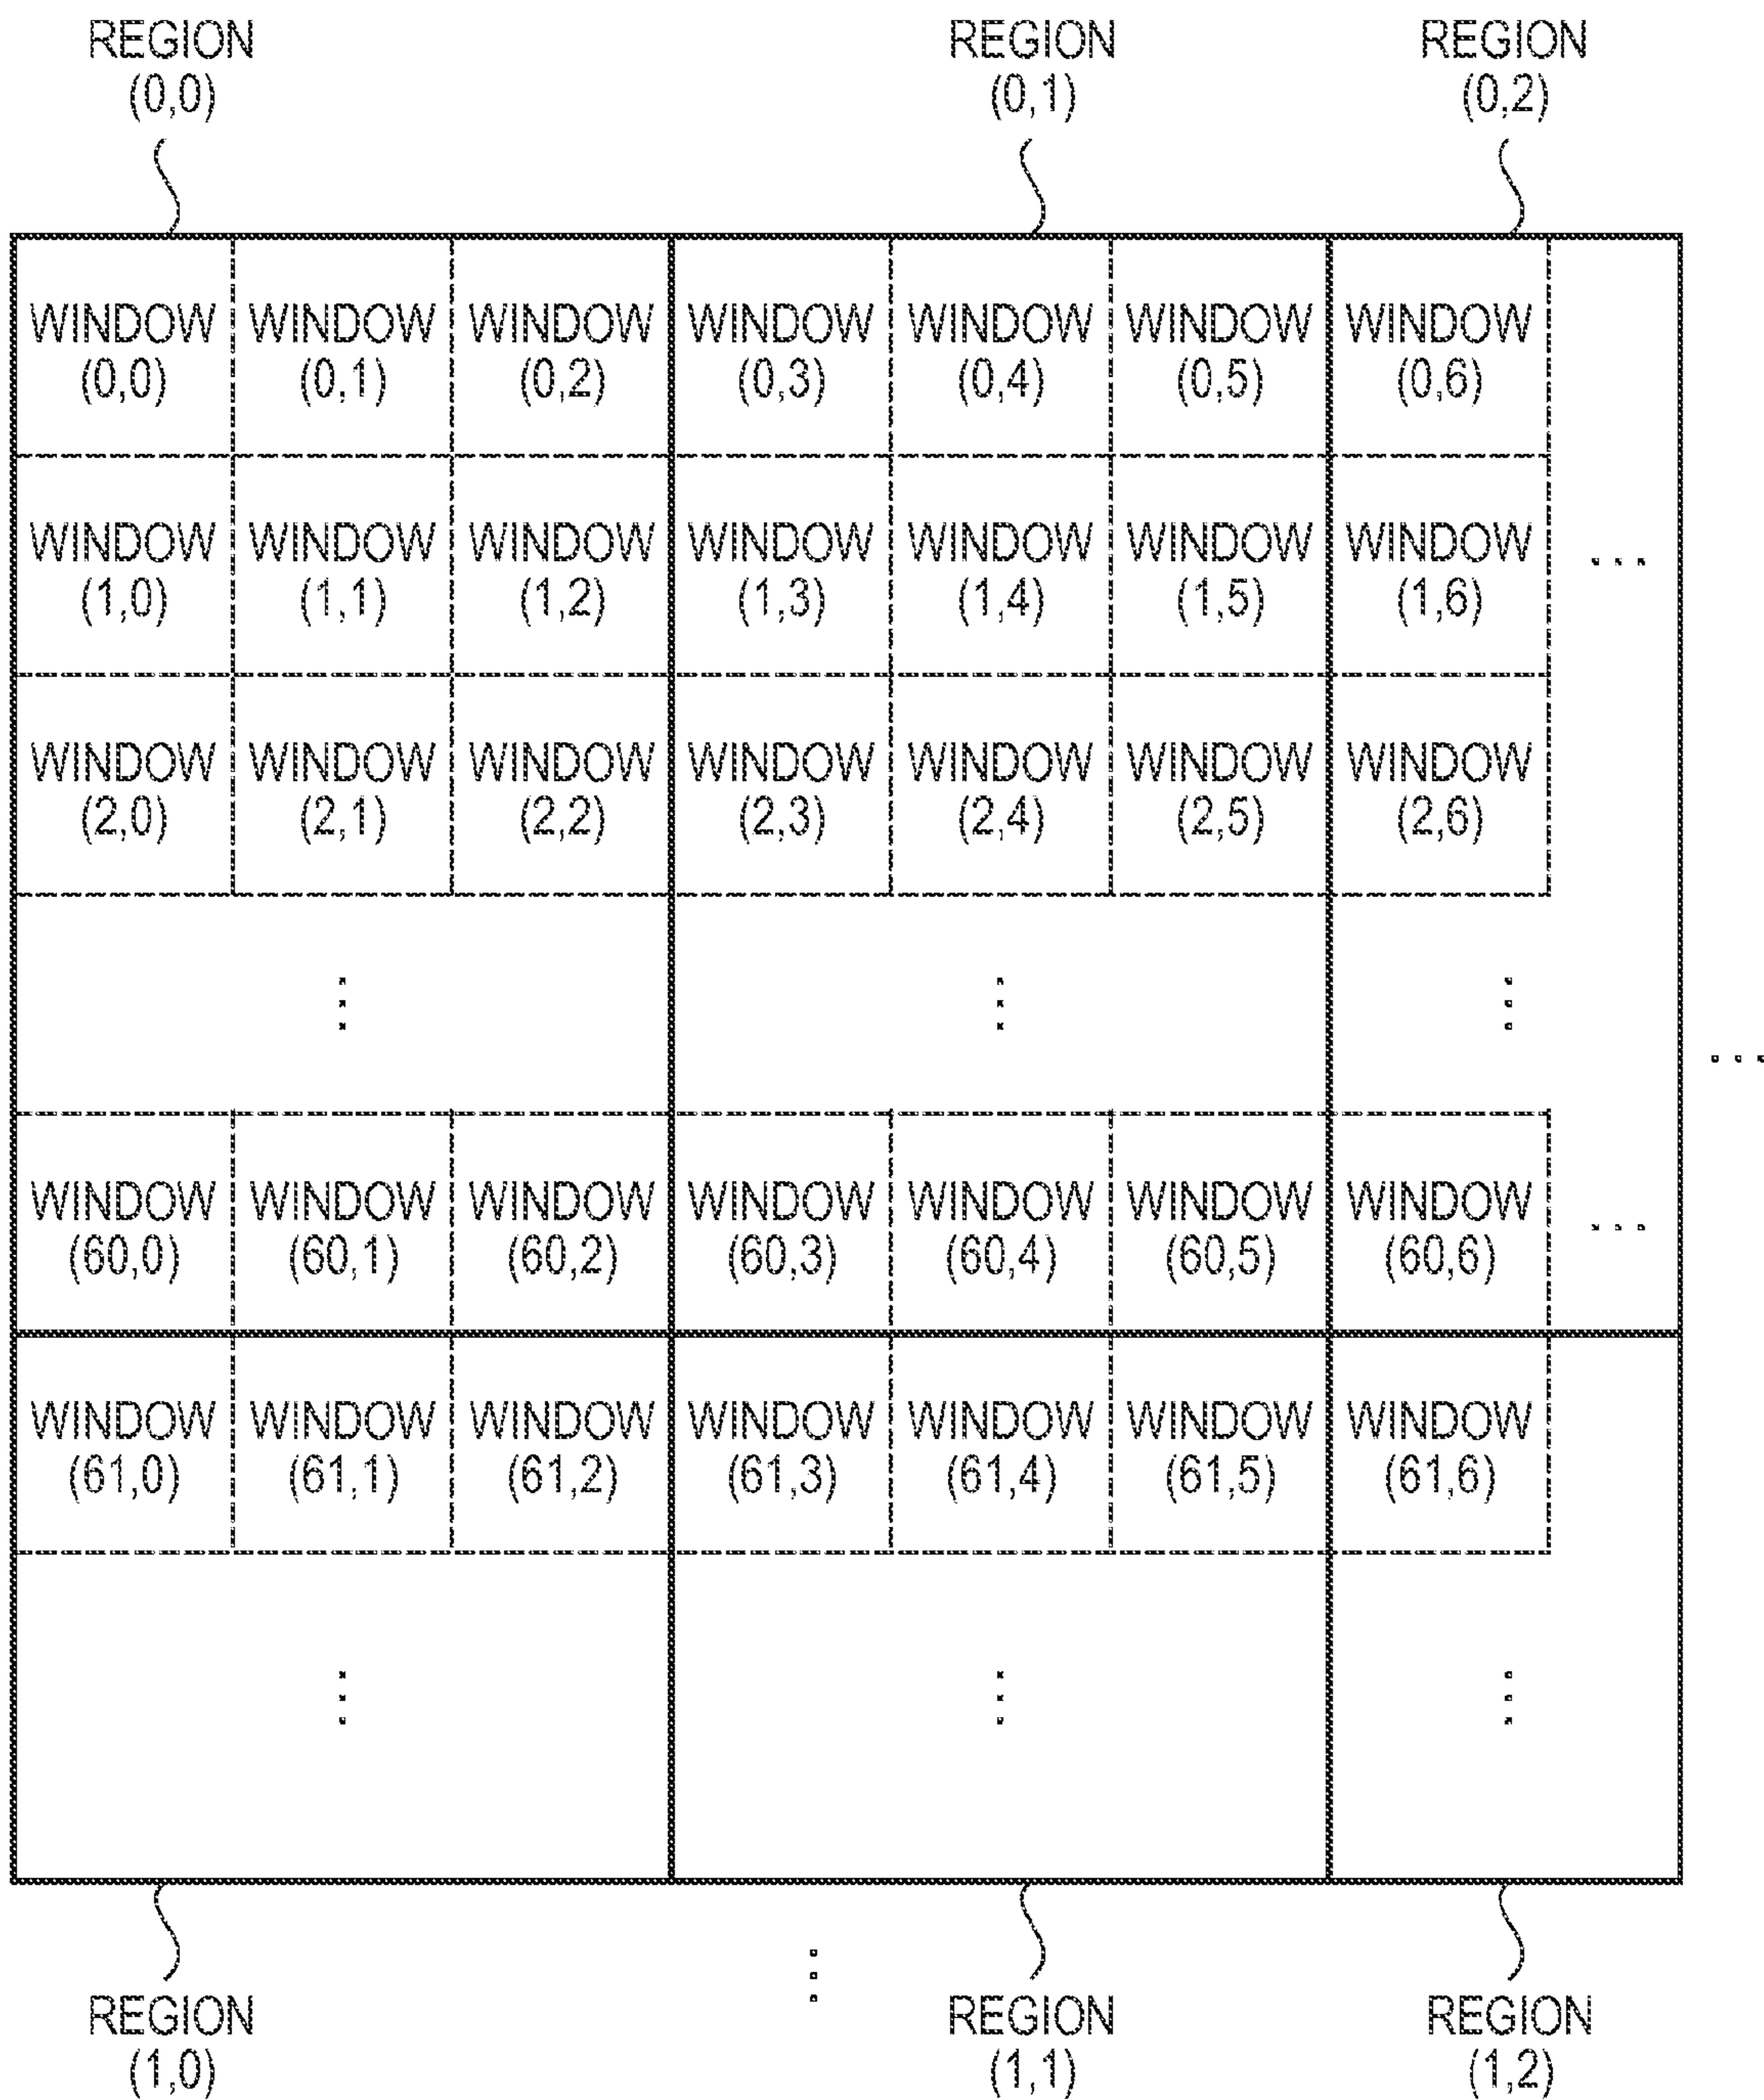 REGION REGION REGION
(0,0) (0,1) (0,2)
WINDOW WINDOW WINDOW WINDOW WINDOW WINDOW WINDOW
(0,0) (0,1) (0,2) (0,3) (0,4) (0,5) (0,6)
WINDOW WINDOW WINDOW WINDOW WINDOW WINDOW WINDOW ...
(1,0) (1,1) (1,2) (1,3) (1,4) (1,5) (1,6)
WINDOW WINDOW WINDOW WINDOW WINDOW WINDOW WINDOW
(2,0) (2,1) (2,2) (2,3) (2,4) (2,5) (2,6)
WINDOW WINDOW WINDOW WINDOW WINDOW WINDOW WINDOW ...
(60,0) (60,1) (60,2) (60,3) (60,4) (60,5) (60,6)
WINDOW WINDOW WINDOW WINDOW WINDOW WINDOW WINDOW
(61,0) (61,1) (61,2) (61,3) (61,4) (61,5) (61,6)
REGION REGION REGION
(1,0) (1,1) (1,2)